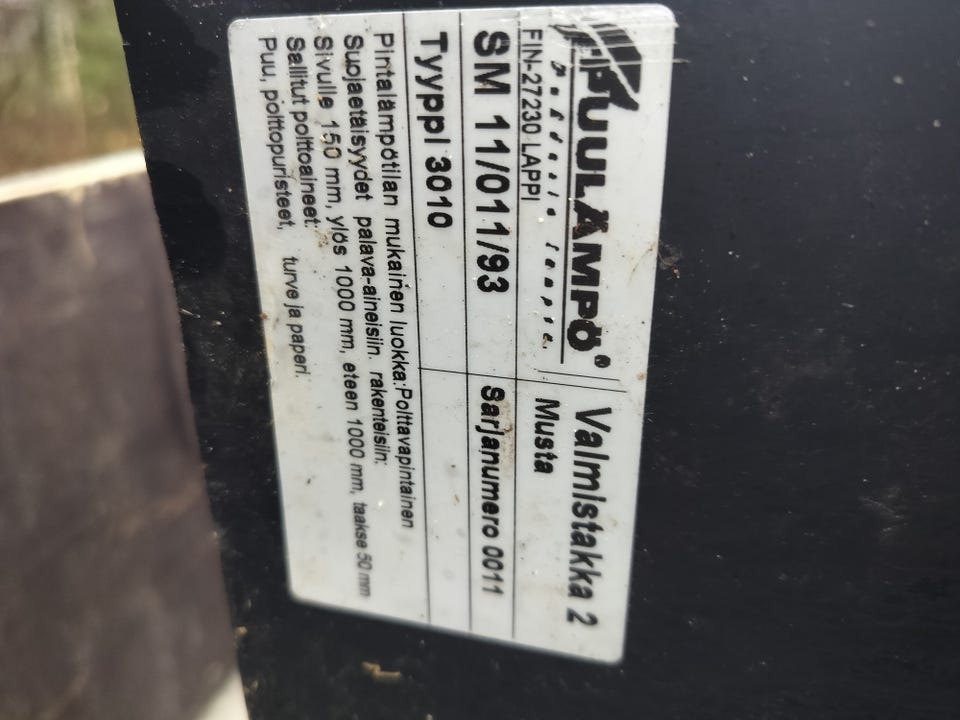 PUULÄMPÖ®
FIN-27230 LAPPI
Valmistakka 2
Musta
SM 11/011/93
Sarjanumero 0011
Tyyppi 3010
Pintalämpötilan mukainen luokka:Polttavapintainen
Suojaetäisyydet palava-aineisiin. rakenteisiin:
Sivulle 150 mm, ylös 1000 mm, eteen 1000 mm, taakse 50 mm
Sallitut polttoaineet:
Puu, polttopuristeet, turve ja paperi.